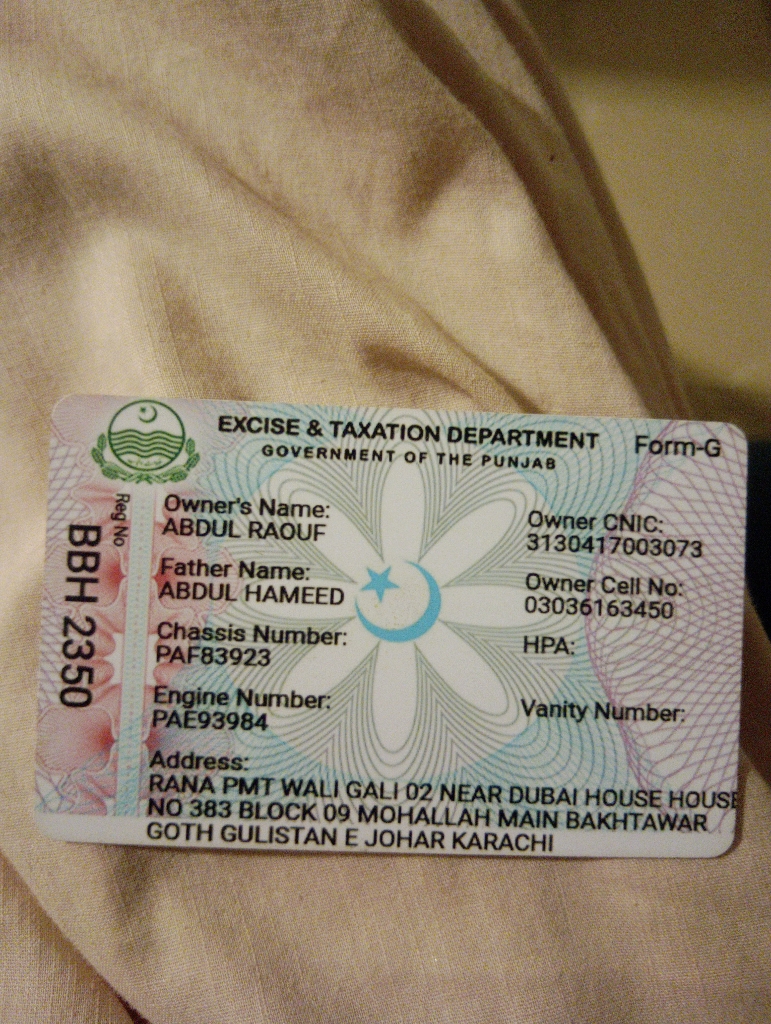 EXCISE & TAXATION DEPARTMENT
GOVERNMENT OF THE PUNJAB
Form-G
Reg No
BBH 2350
Owner's Name:
ABDUL RAOUF
Father Name:
ABDUL HAMEED
Chassis Number:
PAF83923
Engine Number:
PAE93984
Owner CNIC:
3130417003073
Owner Cell No:
03036163450
HPA:
Vanity Number:
Address:
RANA PMT WALI GALI 02 NEAR DUBAI HOUSE HOUSE
NO 383 BLOCK 09 MOHALLAH MAIN BAKHTAWAR
GOTH GULISTAN E JOHAR KARACHI